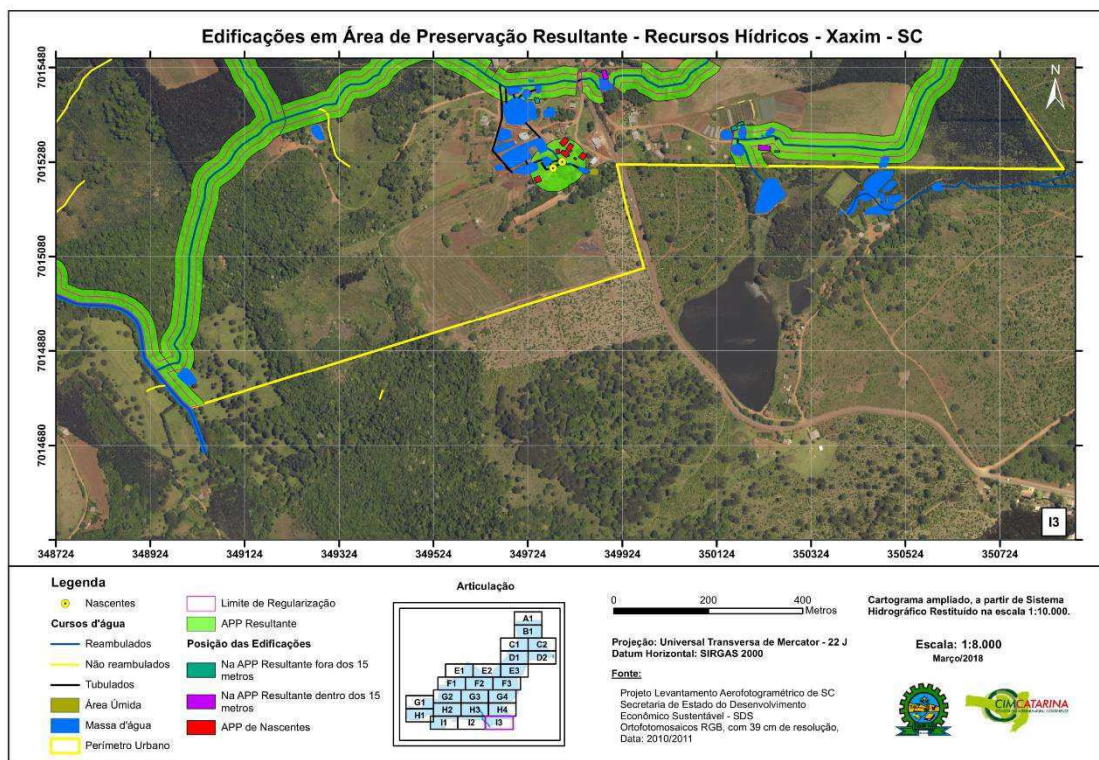 Edificações em Área de Preservação Resultante - Recursos Hídricos - Xaxim - SC
7015480
7015280
7015080
7014880
7014680
N
I3
348724
348924
349124
349324
349524
349724
349924
350124
350324
350524
350724
Legenda
Nascentes
Cursos d'água
Reambulados
Não reambulados
Tubulados
Área Úmida
Massa d'água
Perímetro Urbano
Limite de Regularização
APP Resultante
Posição das Edificações
Na APP Resultante fora dos 15
metros
Na APP Resultante dentro dos 15
metros
APP de Nascentes
Articulação
A1
B1
C1 C2
D1 D2
E1 E2 E3
F1 F2 F3
G1 G2 G3 G4
H1 H2 H3 H4
I1 I2 I3
0 200 400
Metros
Projeção: Universal Transversa de Mercator - 22 J
Datum Horizontal: SIRGAS 2000
Fonte:
Projeto Levantamento Aerofotogramétrico de SC
Secretaria de Estado do Desenvolvimento
Econômico Sustentável - SDS
Ortofotomosaicos RGB, com 39 cm de resolução,
Data: 2010/2011
Cartograma ampliado, a partir de Sistema
Hidrográfico Restituído na escala 1:10.000.
Escala: 1:8.000
Março/2018
CIMCATARINA